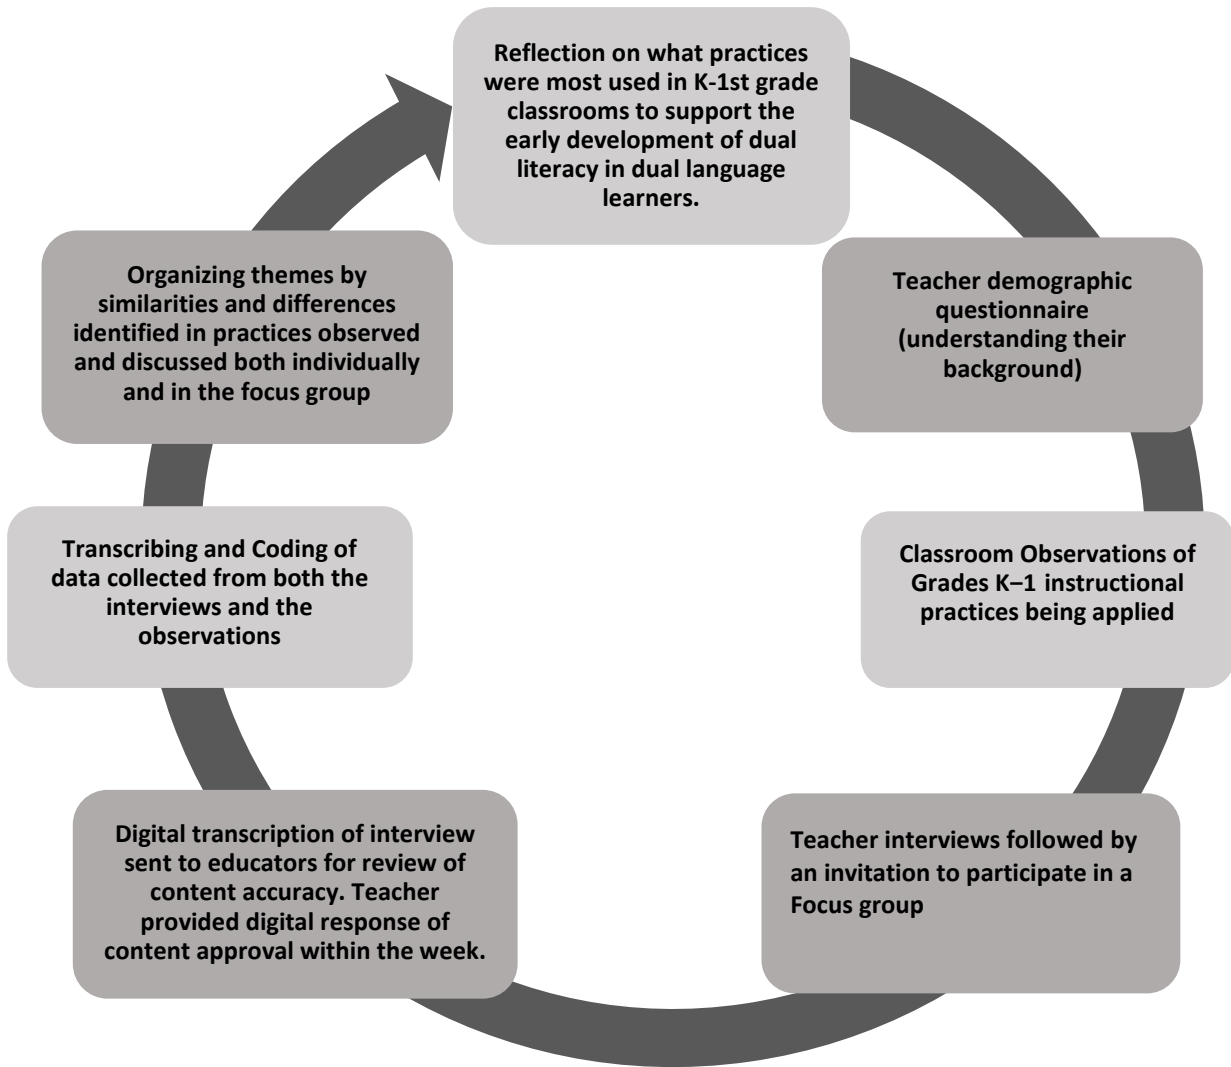 Reflection on what practices
were most used in K-1st grade
classrooms to support the
early development of dual
literacy in dual language
learners.
Teacher demographic
questionnaire
(understanding their
background)
Classroom Observations of
Grades K–1 instructional
practices being applied
Teacher interviews followed by
an invitation to participate in a
Focus group
Digital transcription of interview
sent to educators for review of
content accuracy. Teacher
provided digital response of
content approval within the week.
Transcribing and Coding of
data collected from both the
interviews and the
observations
Organizing themes by
similarities and differences
identified in practices observed
and discussed both individually
and in the focus group